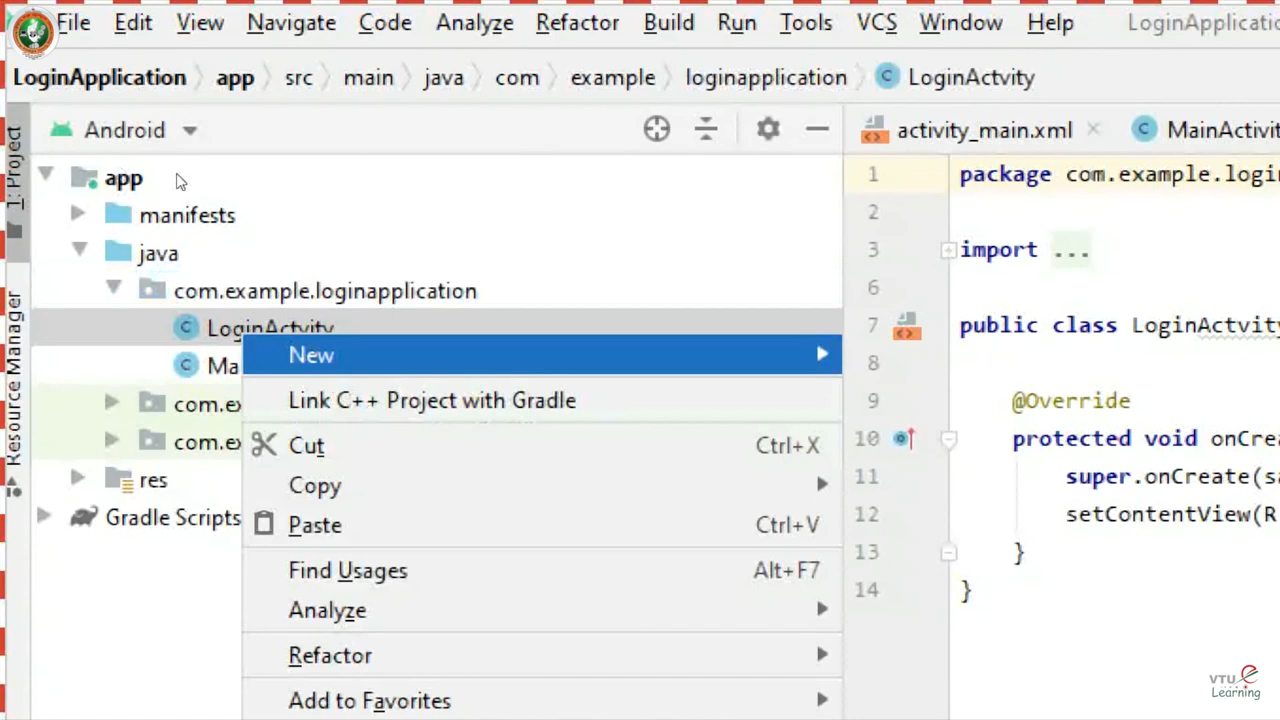 File Edit View Navigate Code Analyze Refactor Build Run Tools VCS Window Help LoginApplicatio
LoginApplication app src main java com example loginapplication LoginActvity
1: Project
Resource Manager
Android
activity_main.xml MainActivit
app
manifests
java
com.example.loginapplication
LoginActvity
Ma
com.ex
com.ex
res
Gradle Scripts
New
Link C++ Project with Gradle
Cut Ctrl+X
Copy
Paste Ctrl+V
Find Usages Alt+F7
Analyze
Refactor
Add to Favorites
1 package com.example.logi
2
3 import ...
6
7 public class LoginActvity
8
9 @Override
10 protected void onCrea
11 super.onCreate(sa
12 setContentView(R
13 }
14 }
VTU e
Learning